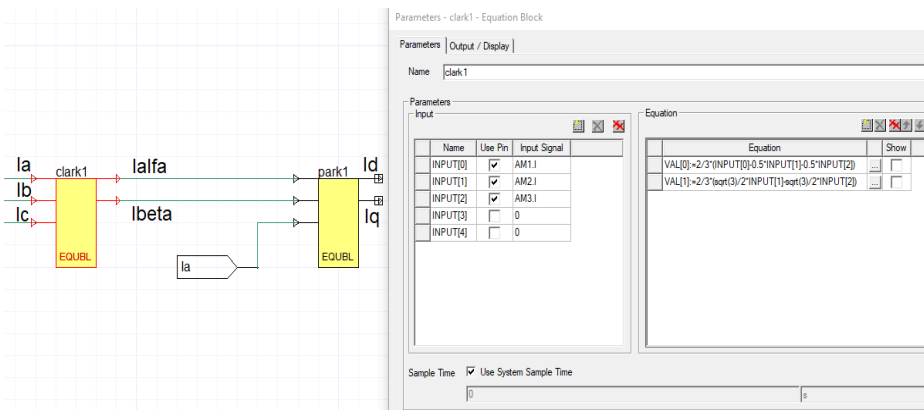 Parameters - clark1 - Equation Block
Parameters
Output / Display
Name
clark1
Parameters
Input
Equation
Name Use Pin Input Signal
INPUT[0] AM1.I
INPUT[1] AM2.I
INPUT[2] AM3.I
INPUT[3] 0
INPUT[4] 0
Equation Show
VAL[0]:=2/3*(INPUT[0]-0.5*INPUT[1]-0.5*INPUT[2]) ...
VAL[1]:=2/3*(sqrt(3)/2*INPUT[1]-sqrt(3)/2*INPUT[2]) ...
Sample Time Use System Sample Time
0 s
Ia clark1 Ialfa park1 Id
Ib Ibeta
Ic Iq
EQUBL EQUBL
Ia